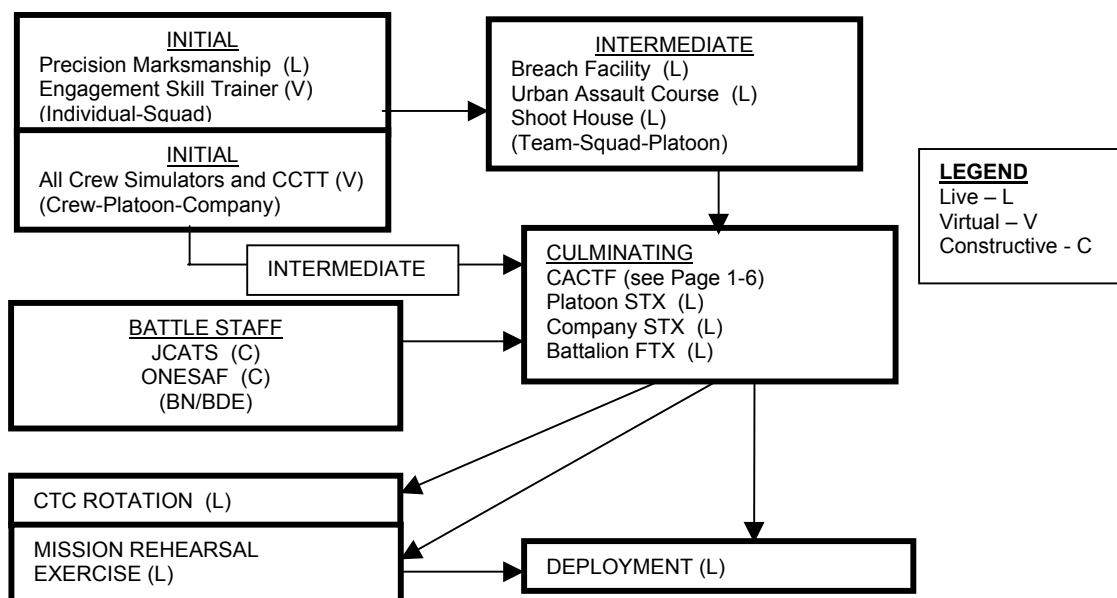 INITIAL
Precision Marksmanship (L)
Engagement Skill Trainer (V)
(Individual-Squad)
INITIAL
All Crew Simulators and CCTT (V)
(Crew-Platoon-Company)
INTERMEDIATE
Breach Facility (L)
Urban Assault Course (L)
Shoot House (L)
(Team-Squad-Platoon)
LEGEND
Live – L
Virtual – V
Constructive - C
INTERMEDIATE
CULMINATING
CACTF (see Page 1-6)
Platoon STX (L)
Company STX (L)
Battalion FTX (L)
BATTLE STAFF
JCATS (C)
ONESAF (C)
(BN/BDE)
CTC ROTATION (L)
MISSION REHEARSAL
EXERCISE (L)
DEPLOYMENT (L)